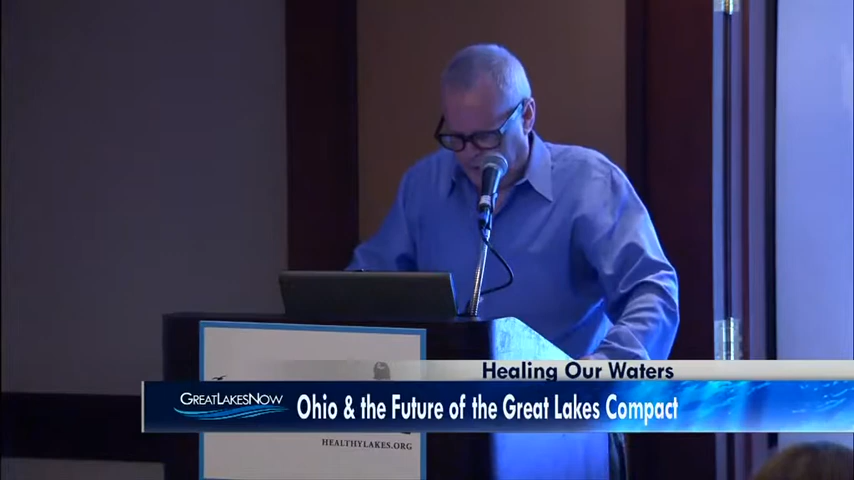 Healing Our Waters
GREATLAKESNOW
Ohio & the Future of the Great Lakes Compact
HEALTHYLAKES.ORG